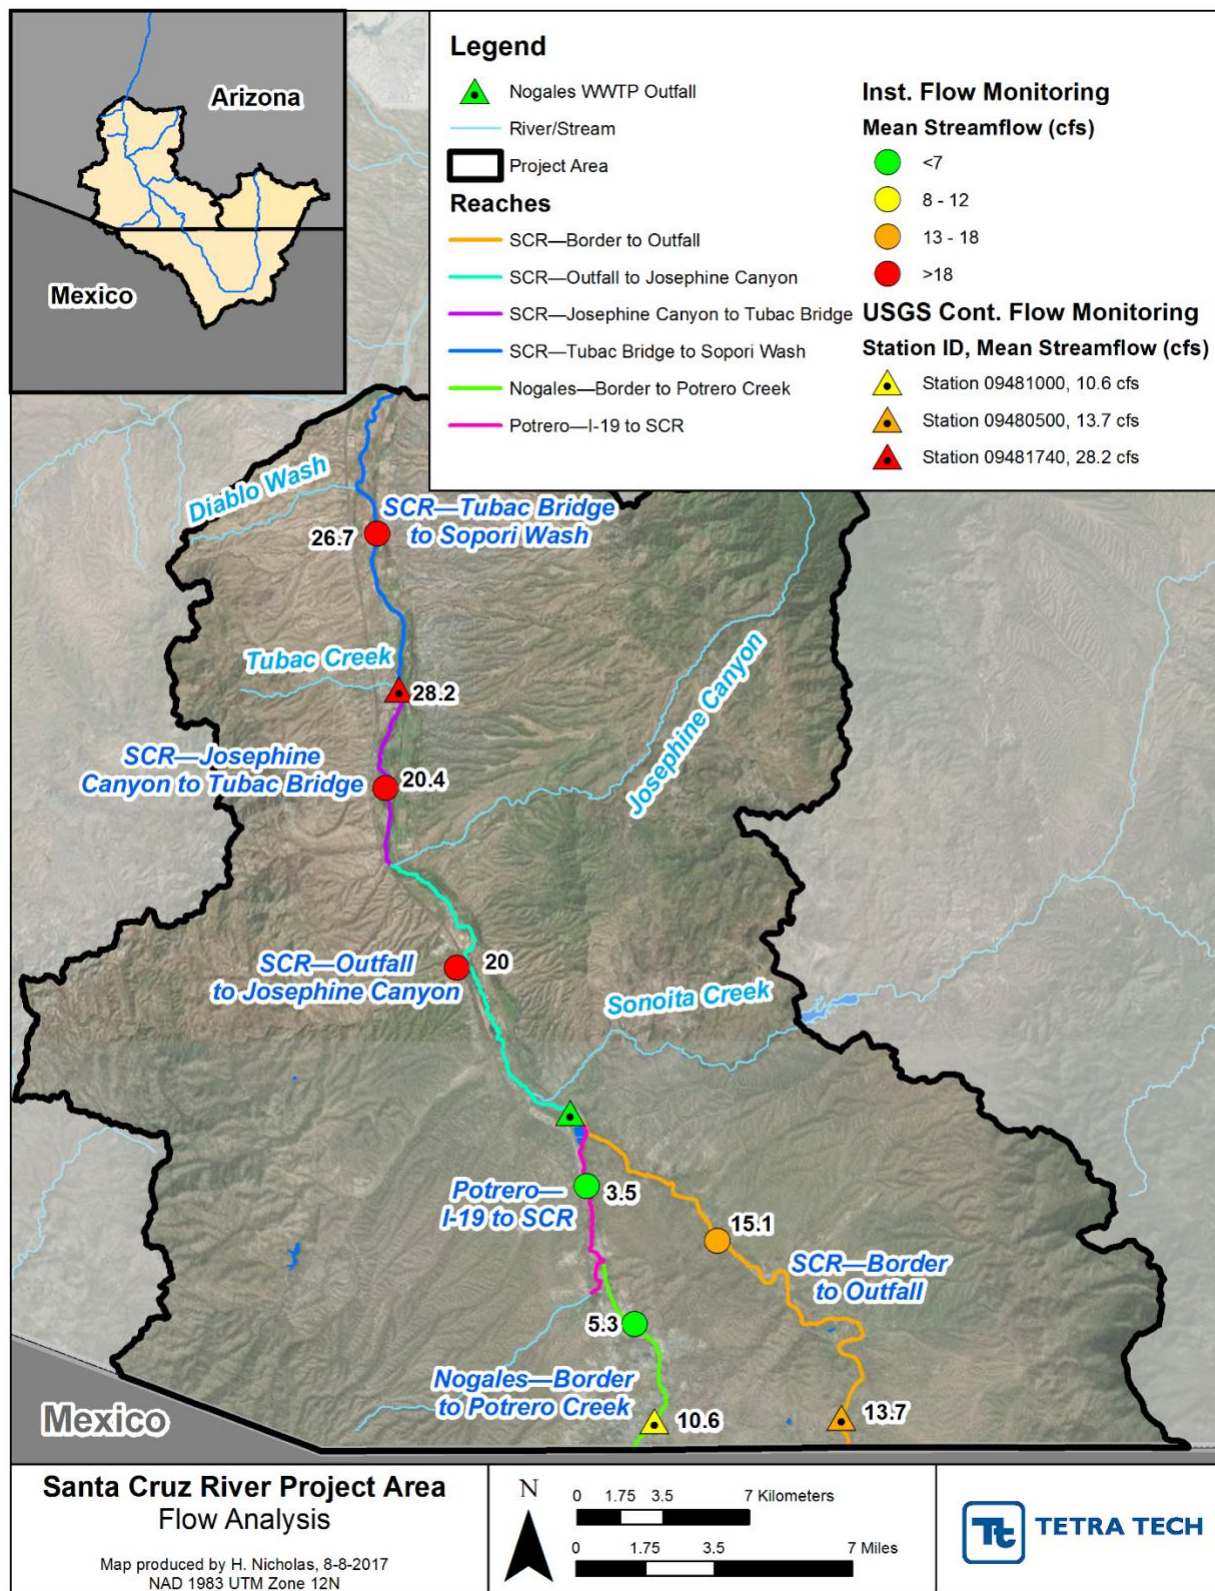 Arizona
Mexico
Legend
Nogales WWTP Outfall
River/Stream
Project Area
Reaches
SCR—Border to Outfall
SCR—Outfall to Josephine Canyon
SCR—Josephine Canyon to Tubac Bridge
SCR—Tubac Bridge to Sopori Wash
Nogales—Border to Potrero Creek
Potrero—I-19 to SCR
Inst. Flow Monitoring
Mean Streamflow (cfs)
<7
8 - 12
13 - 18
>18
USGS Cont. Flow Monitoring
Station ID, Mean Streamflow (cfs)
Station 09481000, 10.6 cfs
Station 09480500, 13.7 cfs
Station 09481740, 28.2 cfs
Diablo Wash
SCR—Tubac Bridge
to Sopori Wash
26.7
Tubac Creek
28.2
Josephine Canyon
SCR—Josephine
Canyon to Tubac Bridge
20.4
SCR—Outfall
to Josephine Canyon
20
Sonoita Creek
Potrero—
I-19 to SCR
3.5
15.1
SCR—Border
to Outfall
5.3
Nogales—Border
to Potrero Creek
10.6
13.7
Mexico
Santa Cruz River Project Area
Flow Analysis
Map produced by H. Nicholas, 8-8-2017
NAD 1983 UTM Zone 12N
N
0 1.75 3.5 7 Kilometers
0 1.75 3.5 7 Miles
Tt TETRA TECH